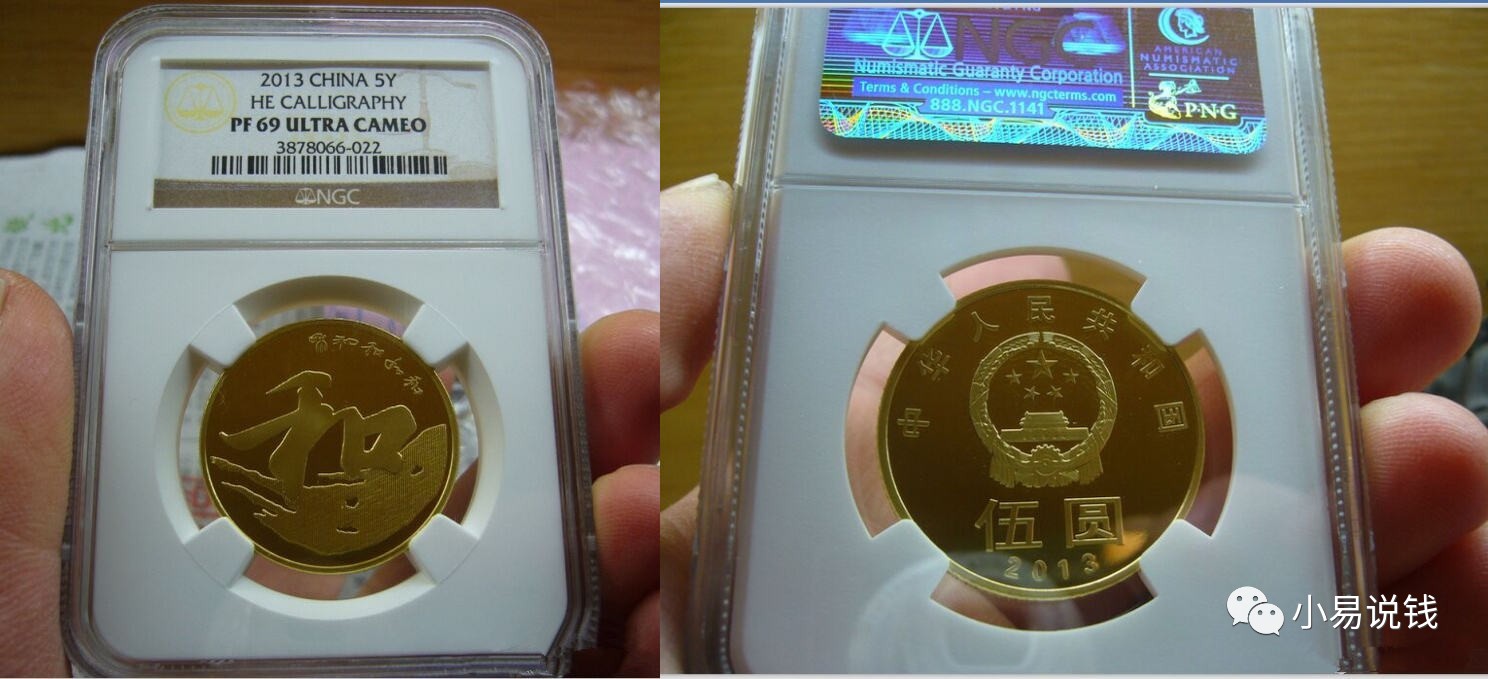 2013 CHINA 5Y
HE CALLIGRAPHY
PF 69 ULTRA CAMEO
3878066-022
NGC
和
NGC
Numismatic Guaranty Corporation
Terms & Conditions – www.ngcterms.com
888.NGC.1141
AMERICAN
NUMISMATIC
ASSOCIATION
PNG
中华人民共和国
伍圆
2013
小易说钱